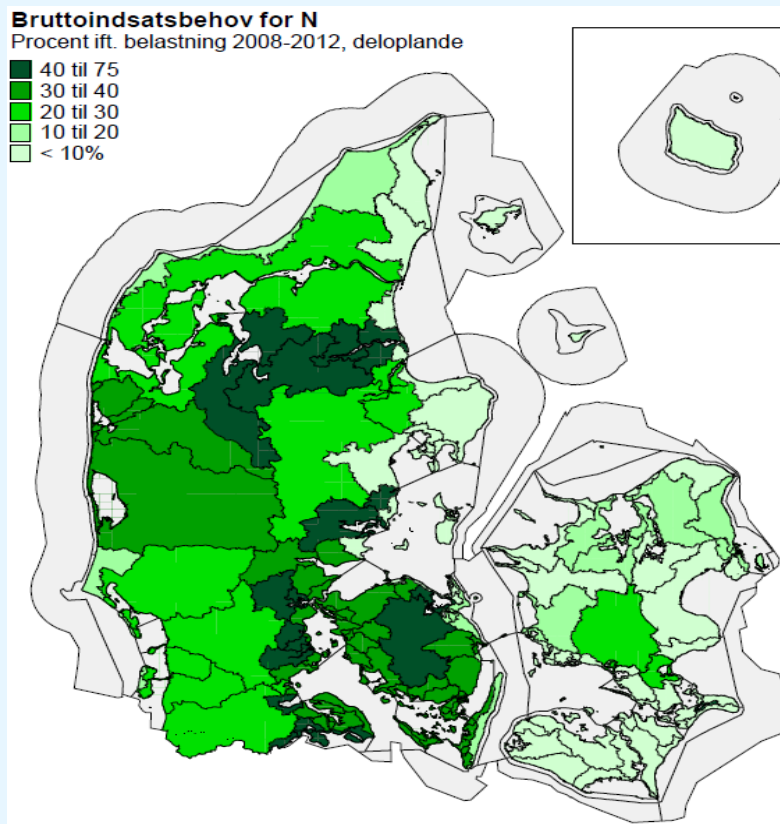 Bruttoindsatsbehov for N
Procent ift. belastning 2008-2012, deloplande
40 til 75
30 til 40
20 til 30
10 til 20
< 10%